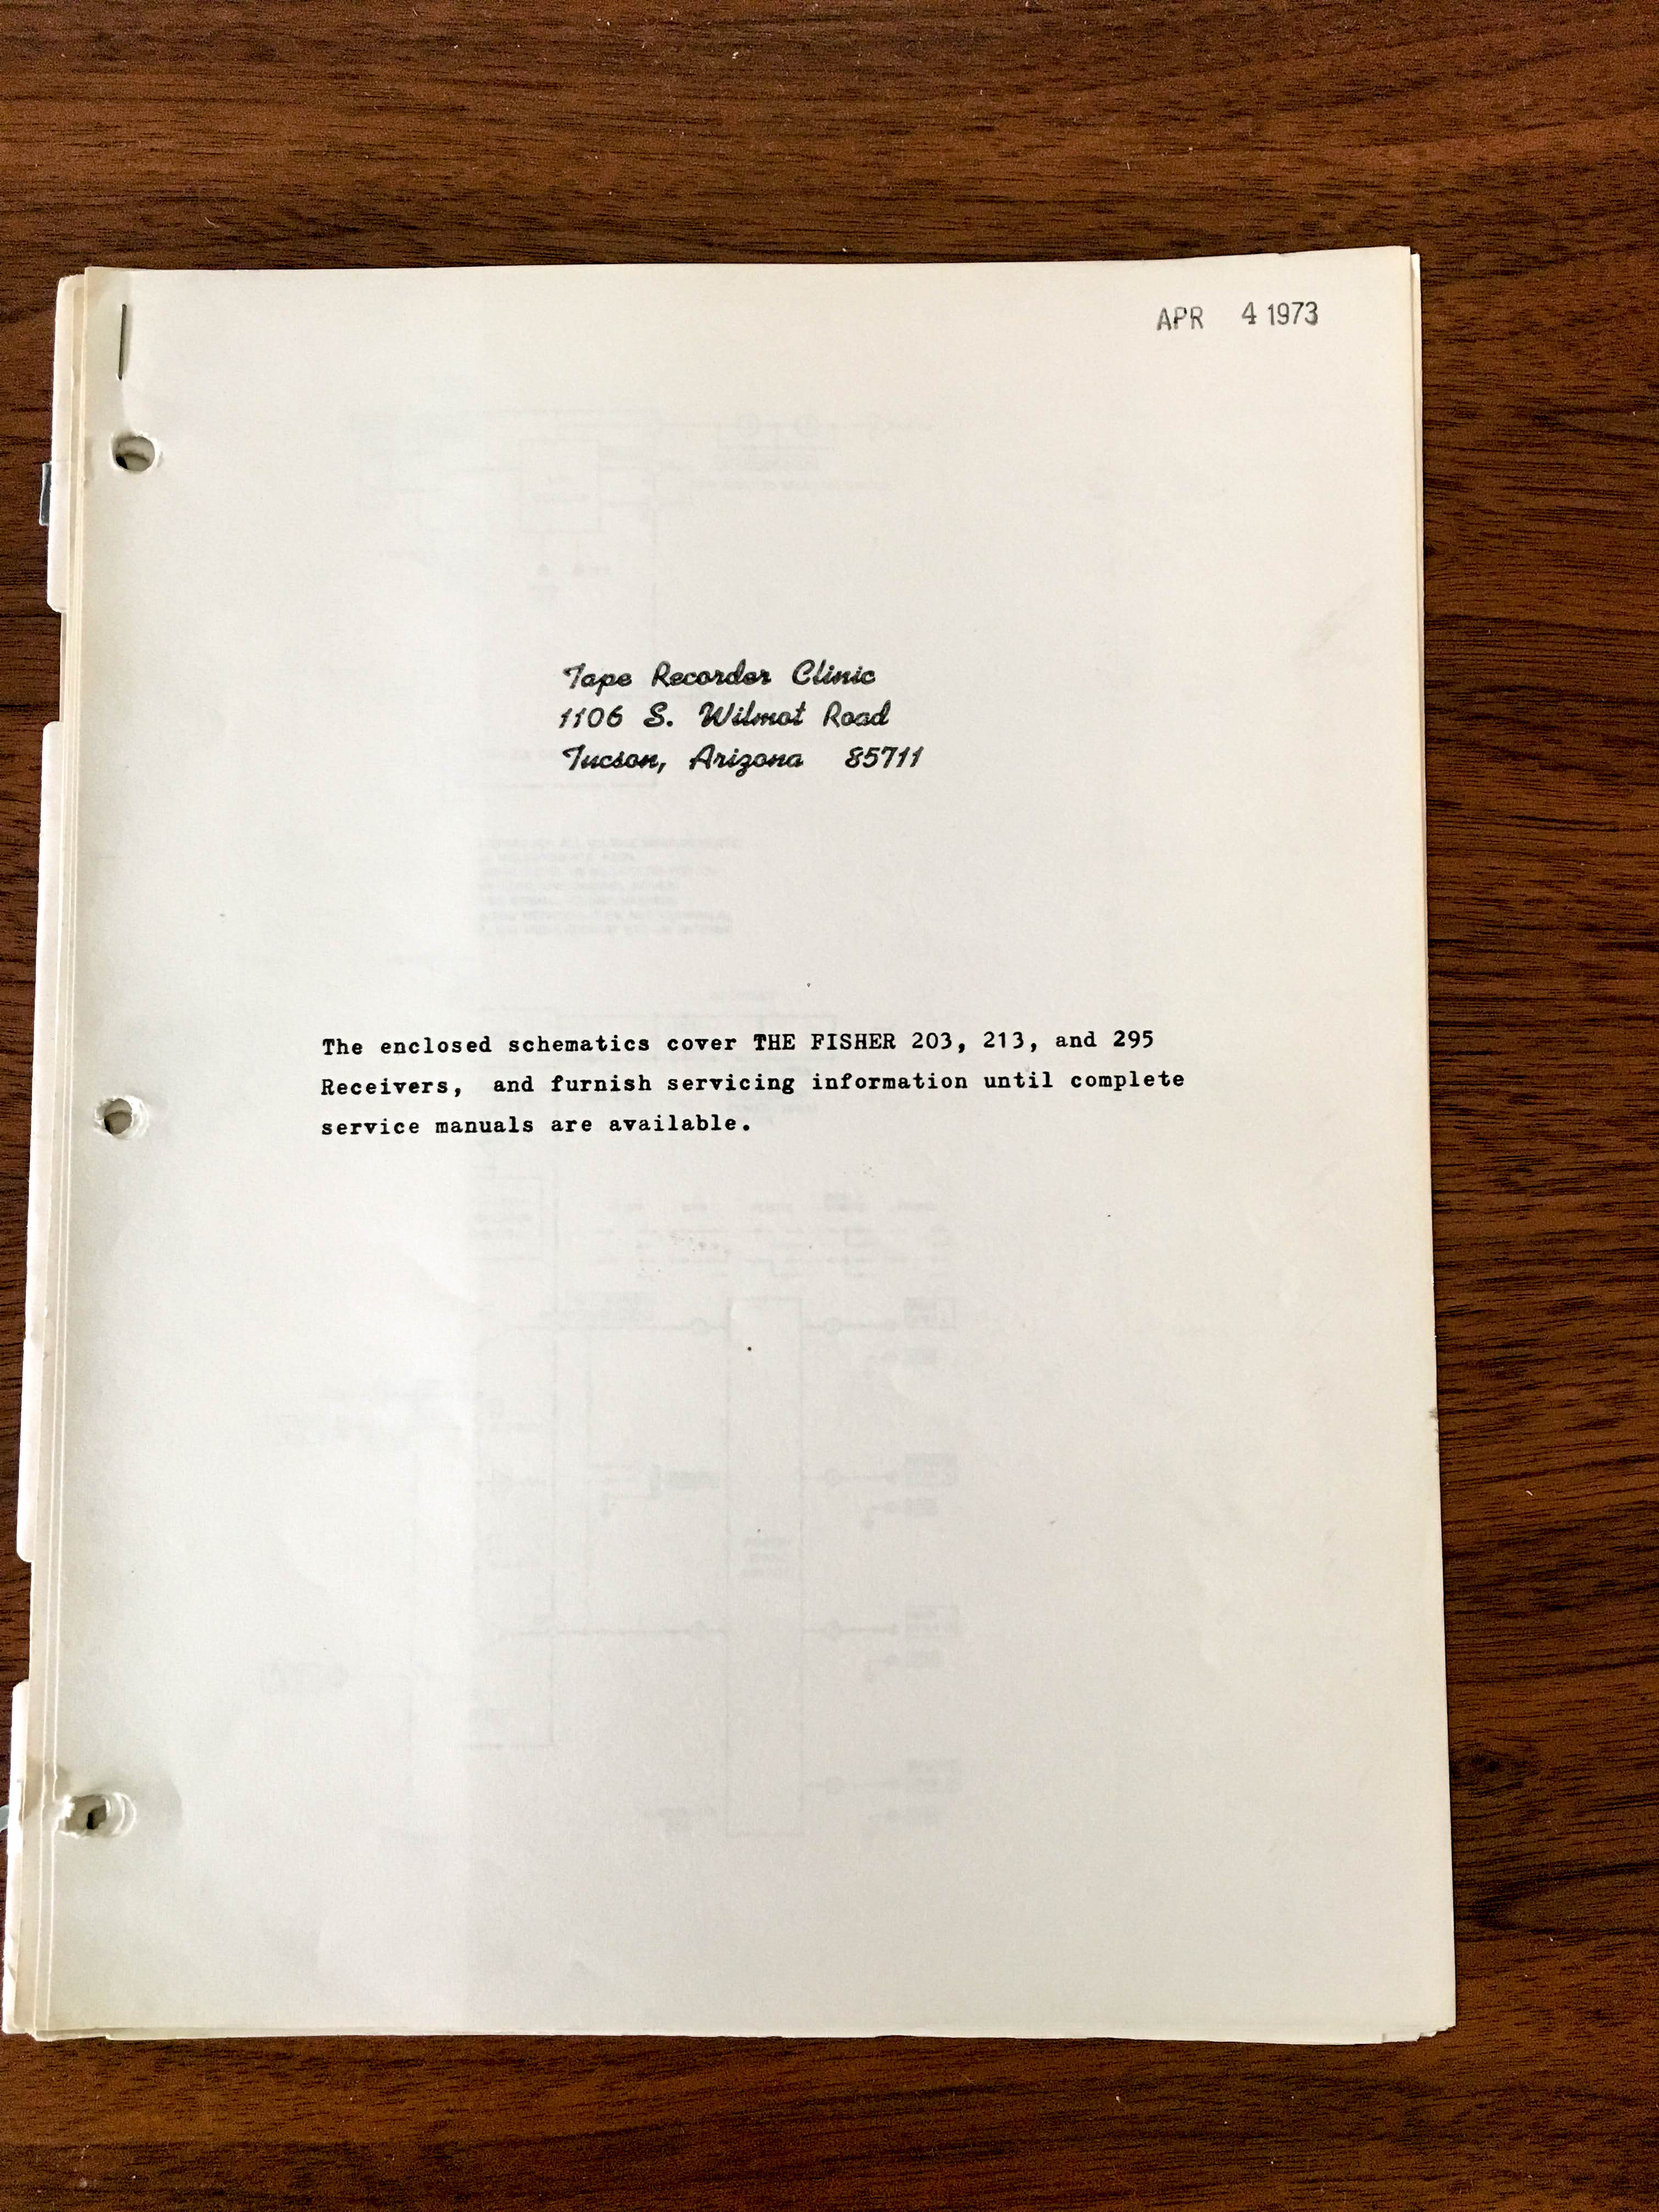 APR 4 1973
Tape Recorder Clinic
1106 S. Wilmot Road
Tucson, Arizona 85711
The enclosed schematics cover THE FISHER 203, 213, and 295
Receivers, and furnish servicing information until complete
service manuals are available.